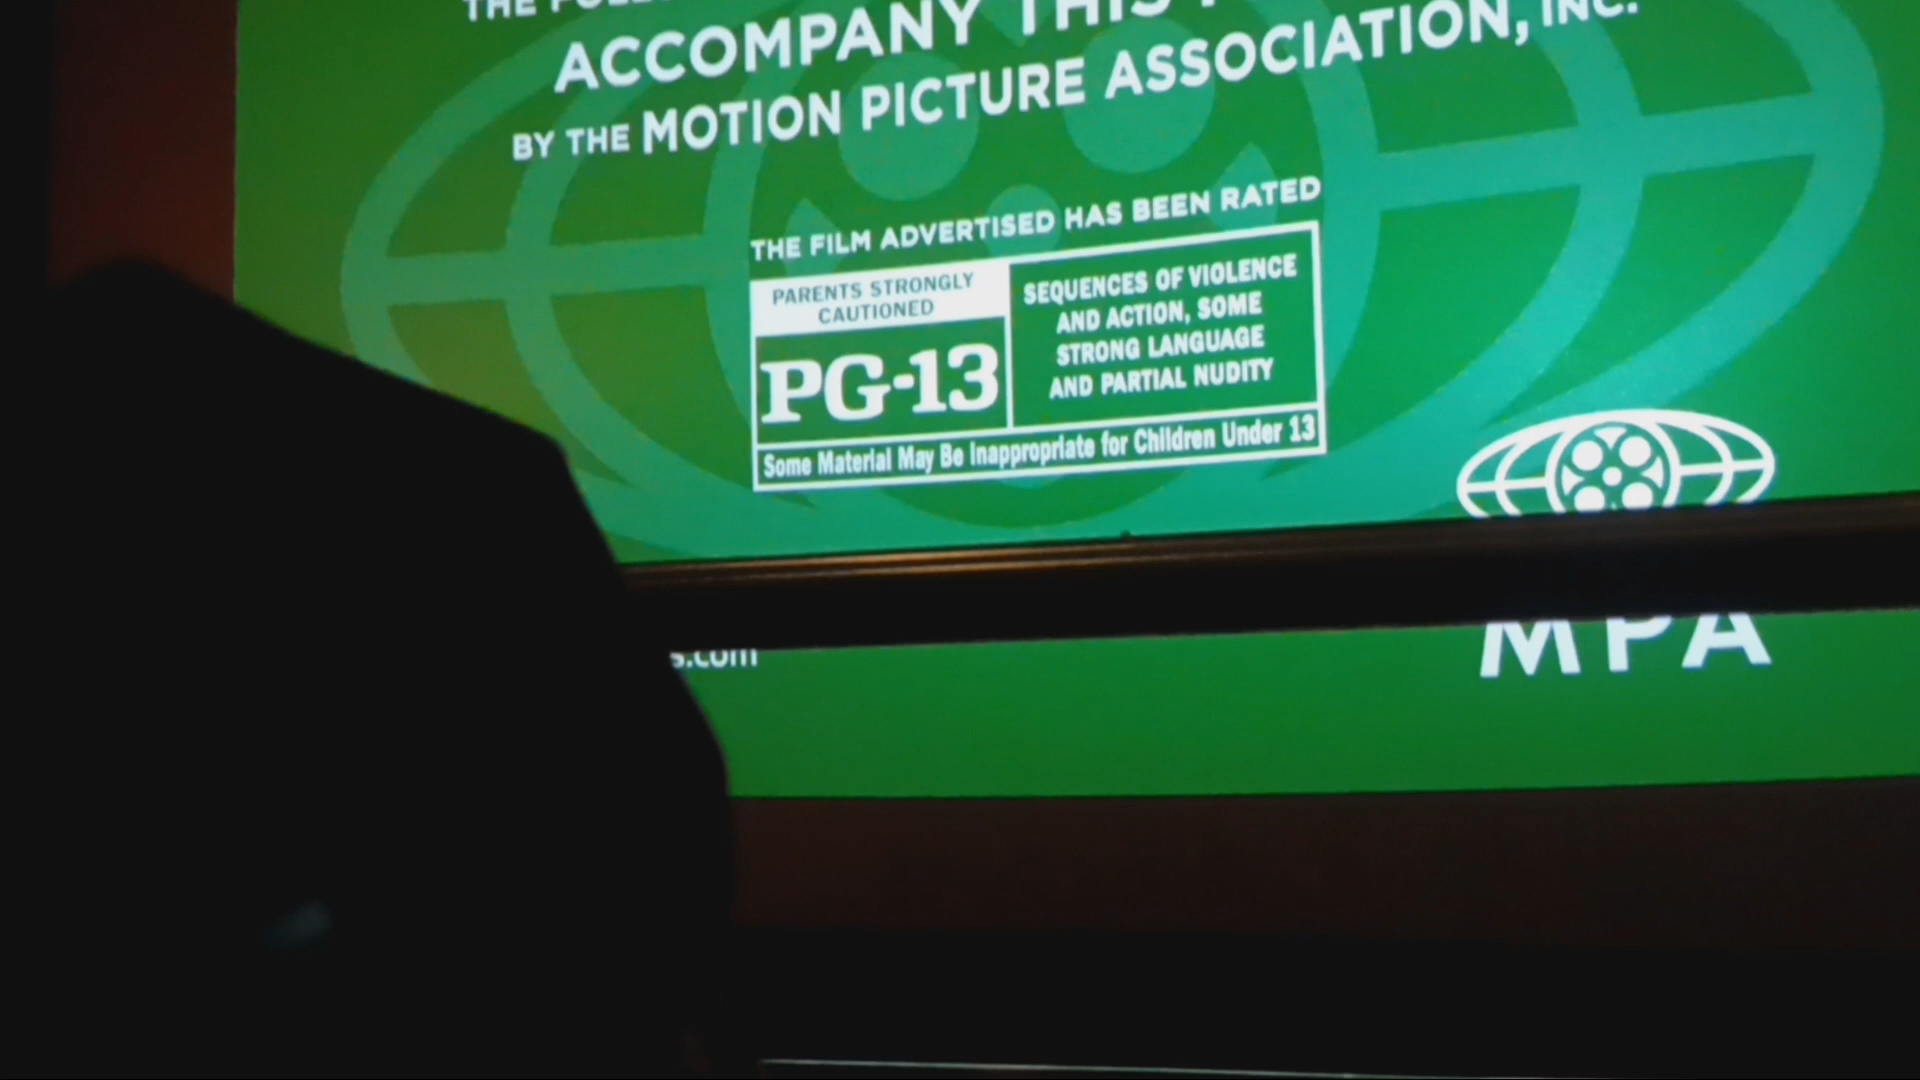 THE
ACCOMPANY THIS
BY THE MOTION PICTURE ASSOCIATION, INC.
THE FILM ADVERTISED HAS BEEN RATED
PARENTS STRONGLY
CAUTIONED
PG-13
SEQUENCES OF VIOLENCE
AND ACTION, SOME
STRONG LANGUAGE
AND PARTIAL NUDITY
Some Material May Be Inappropriate for Children Under 13
s.com
MPA